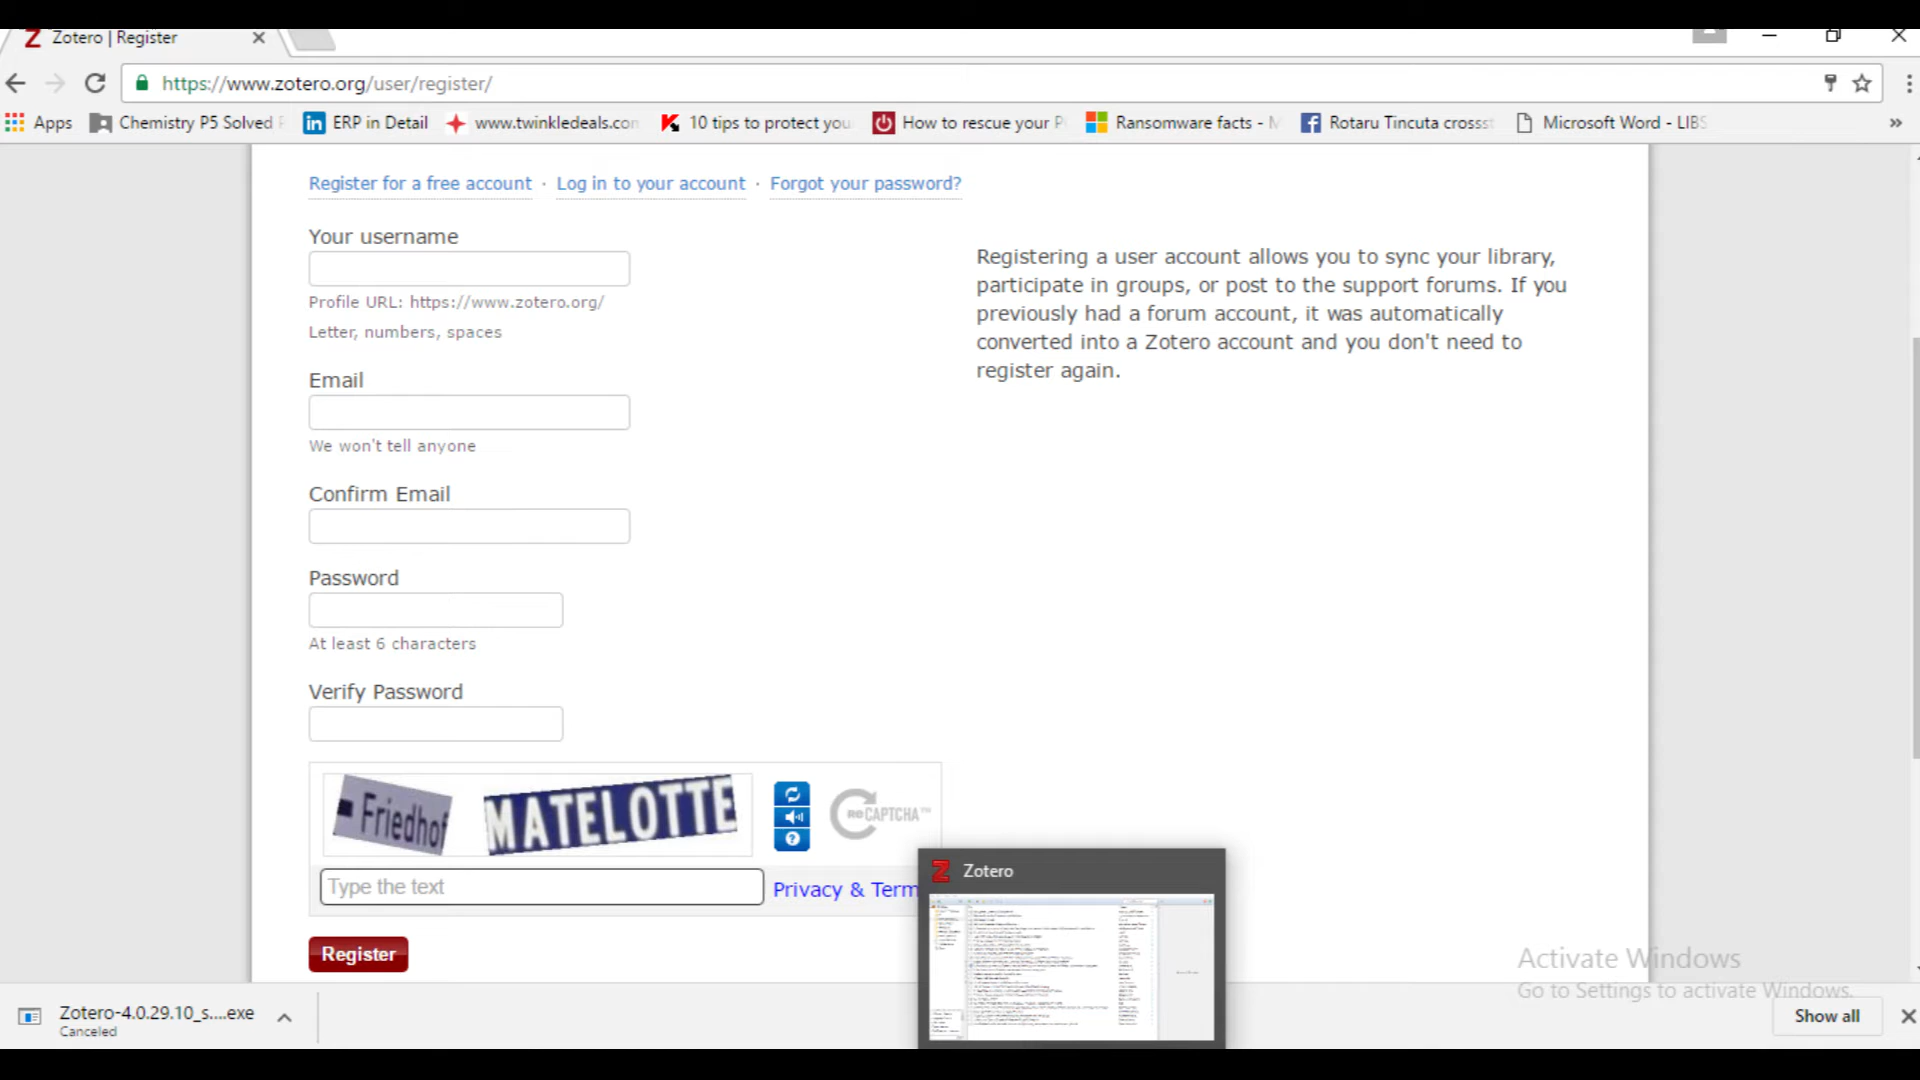 Zotero | Register
https://www.zotero.org/user/register/
Apps Chemistry P5 Solved ERP in Detail www.twinkledeals.com 10 tips to protect you How to rescue your Ransomware facts - Rotaru Tincuta crossst Microsoft Word - LIBS
Register for a free account · Log in to your account · Forgot your password?
Your username
Profile URL: https://www.zotero.org/
Letter, numbers, spaces
Email
We won't tell anyone
Confirm Email
Password
At least 6 characters
Verify Password
Registering a user account allows you to sync your library,
participate in groups, or post to the support forums. If you
previously had a forum account, it was automatically
converted into a Zotero account and you don't need to
register again.
Friedhof MATELOTTE
reCAPTCHA™
Type the text
Privacy & Term
Register
Zotero
Activate Windows
Go to Settings to activate Windows.
Zotero-4.0.29.10_s....exe
Canceled
Show all